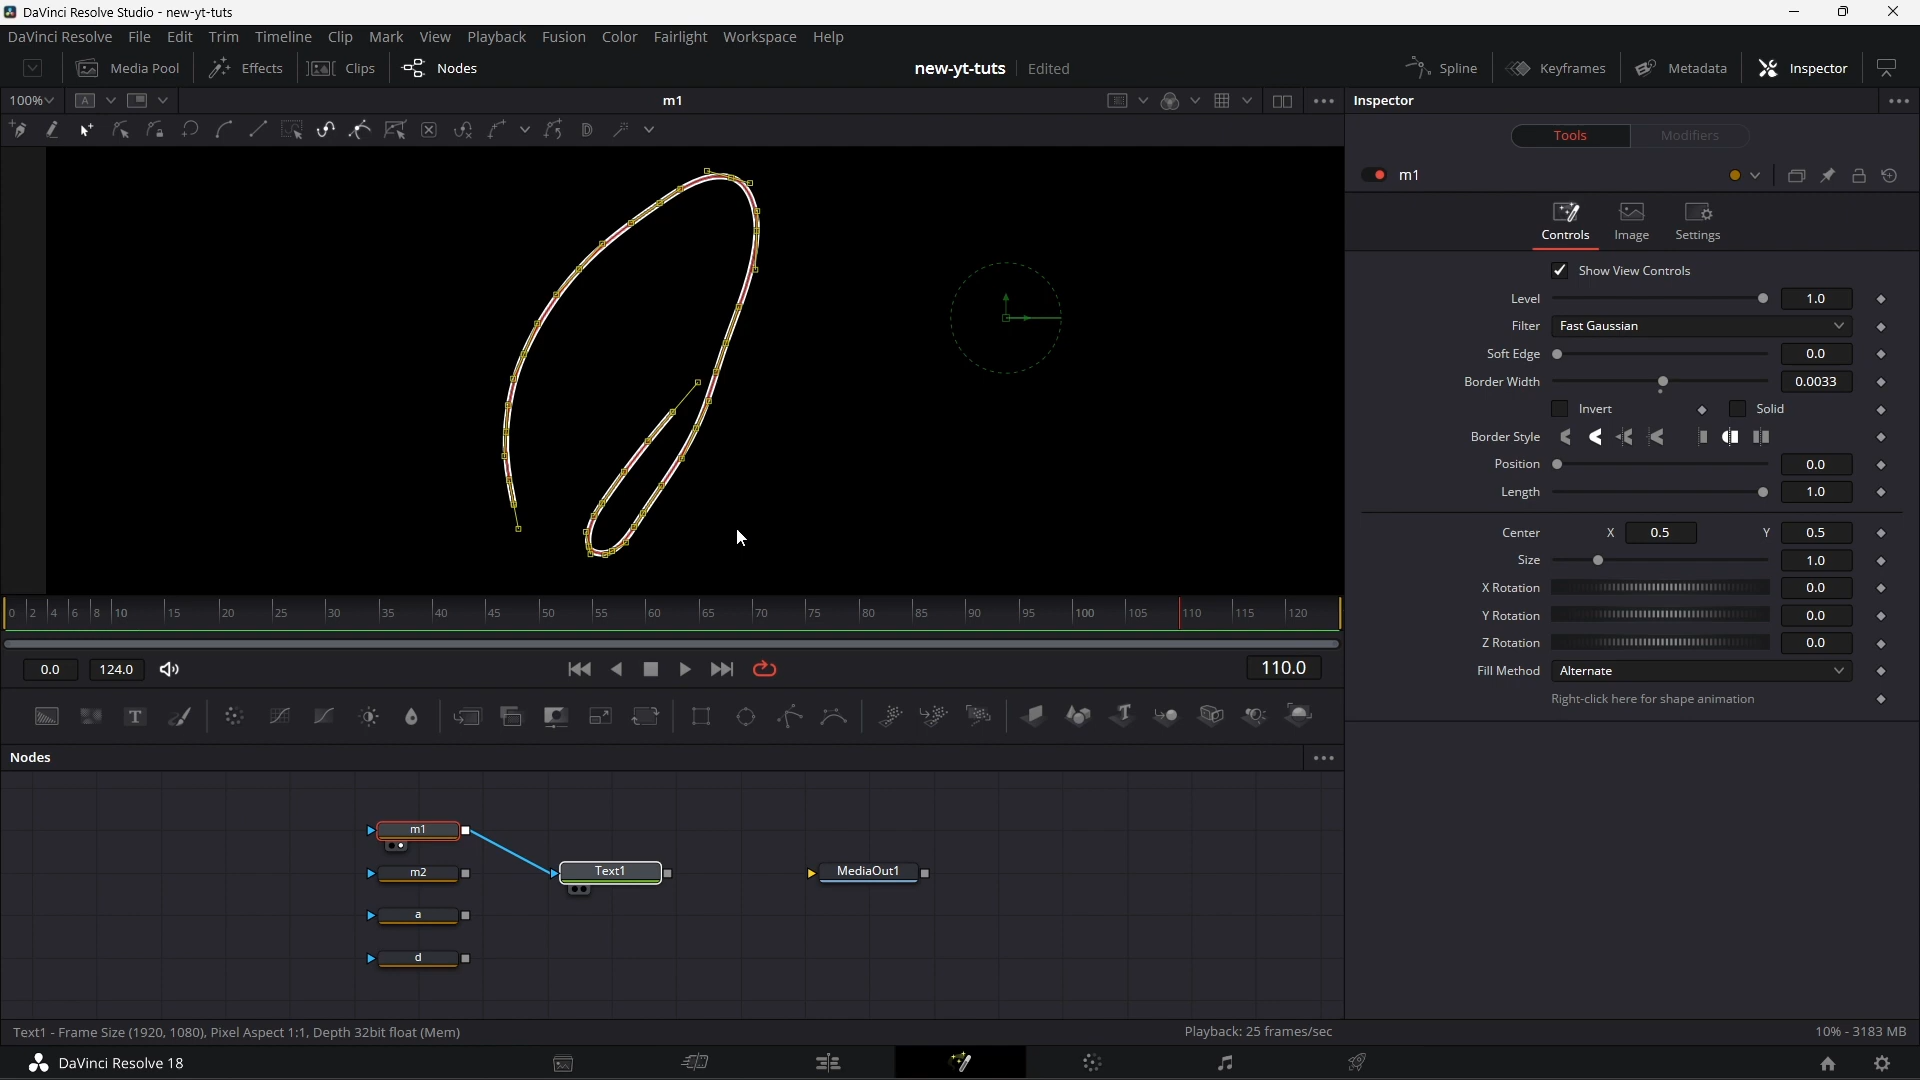 DaVinci Resolve Studio - new-yt-tuts
DaVinci Resolve File Edit Trim Timeline Clip Mark View Playback Fusion Color Fairlight Workspace Help
Media Pool Effects Clips Nodes new-yt-tuts Edited Spline Keyframes Metadata Inspector
100% A m1 Inspector
D
Tools Modifiers
m1
Controls Image Settings
Show View Controls
Level 1.0
Filter Fast Gaussian
Soft Edge 0.0
Border Width 0.0033
Invert Solid
Border Style
Position 0.0
Length 1.0
Center X 0.5 Y 0.5
Size 1.0
X Rotation 0.0
Y Rotation 0.0
Z Rotation 0.0
Fill Method Alternate
Right-click here for shape animation
0 2 4 6 8 10 15 20 25 30 35 40 45 50 55 60 65 70 75 80 85 90 95 100 105 110 115 120
0.0 124.0 110.0
T T
Nodes
m1
m2
a
d
Text1
MediaOut1
Text1 - Frame Size (1920, 1080), Pixel Aspect 1:1, Depth 32bit float (Mem) Playback: 25 frames/sec 10% - 3183 MB
DaVinci Resolve 18